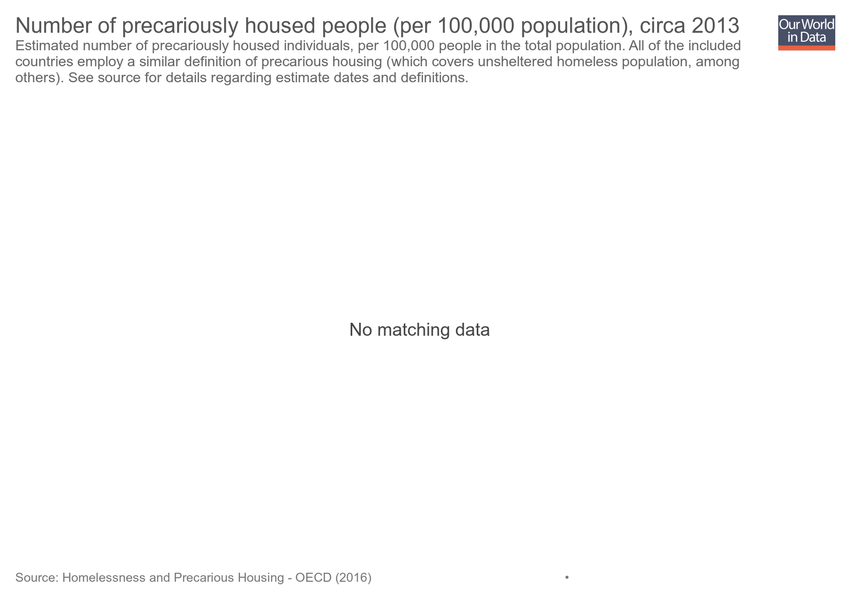 Number of precariously housed people (per 100,000 population), circa 2013
Our World
in Data
Estimated number of precariously housed individuals, per 100,000 people in the total population. All of the included
countries employ a similar definition of precarious housing (which covers unsheltered homeless population, among
others). See source for details regarding estimate dates and definitions.
No matching data
Source: Homelessness and Precarious Housing - OECD (2016) •